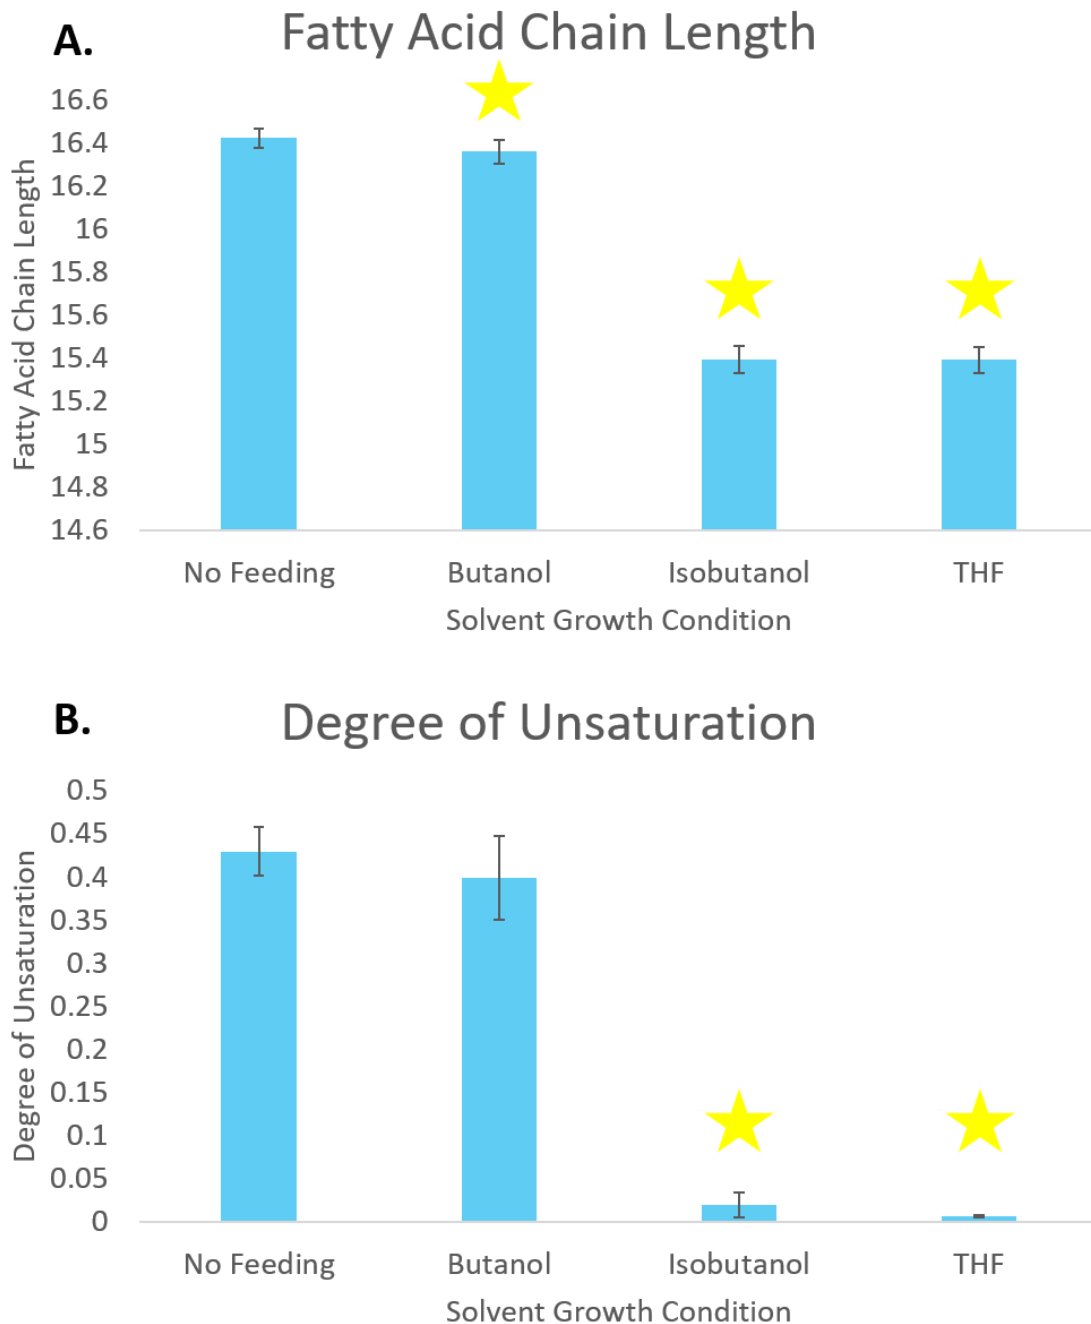 A.
Fatty Acid Chain Length
Fatty Acid Chain Length
16.6
16.4
16.2
16
15.8
15.6
15.4
15.2
15
14.8
14.6
No Feeding
Butanol
Isobutanol
THF
Solvent Growth Condition
B.
Degree of Unsaturation
Degree of Unsaturation
0.5
0.45
0.4
0.35
0.3
0.25
0.2
0.15
0.1
0.05
0
No Feeding
Butanol
Isobutanol
THF
Solvent Growth Condition